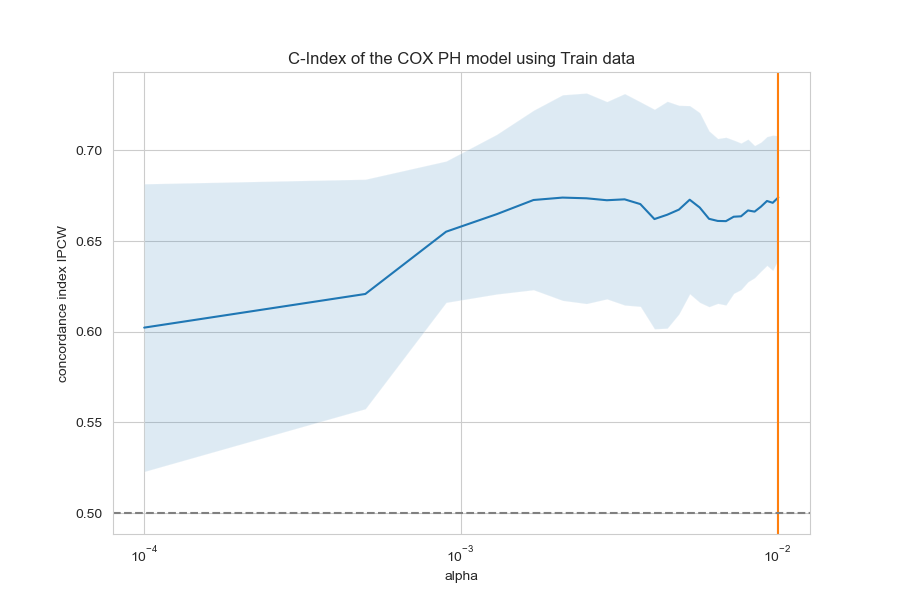 C-Index of the COX PH model using Train data
concordance index IPCW
0.70
0.65
0.60
0.55
0.50
10⁻⁴
10⁻³
10⁻²
alpha